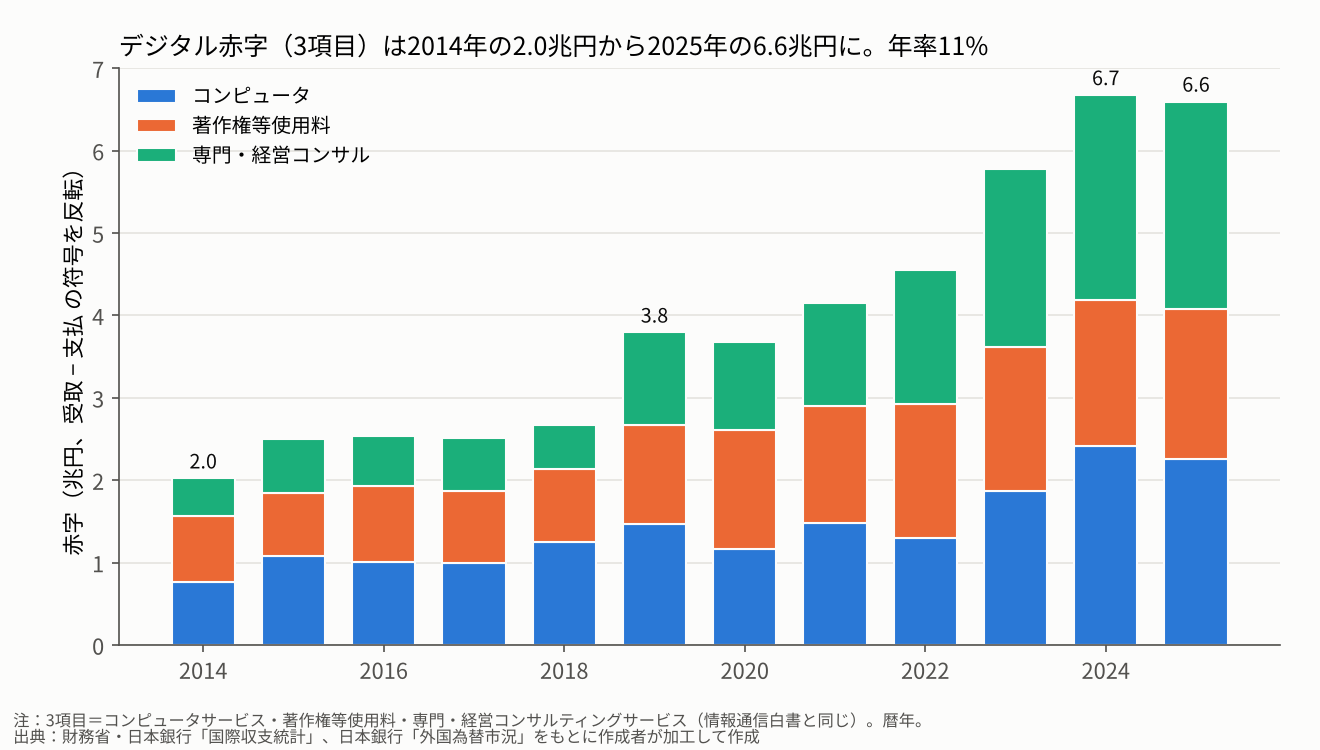 デジタル赤字（3項目）は2014年の2.0兆円から2025年の6.6兆円に。年率11%
赤字（兆円、受取－支払 の符号を反転）
7
6
5
4
3
2
1
0
コンピュータ
著作権等使用料
専門・経営コンサル
2.0
3.8
6.7
6.6
2014
2016
2018
2020
2022
2024
注：3項目＝コンピュータサービス・著作権等使用料・専門・経営コンサルティングサービス（情報通信白書と同じ）。暦年。
出典：財務省・日本銀行「国際収支統計」、日本銀行「外国為替市況」をもとに作成者が加工して作成